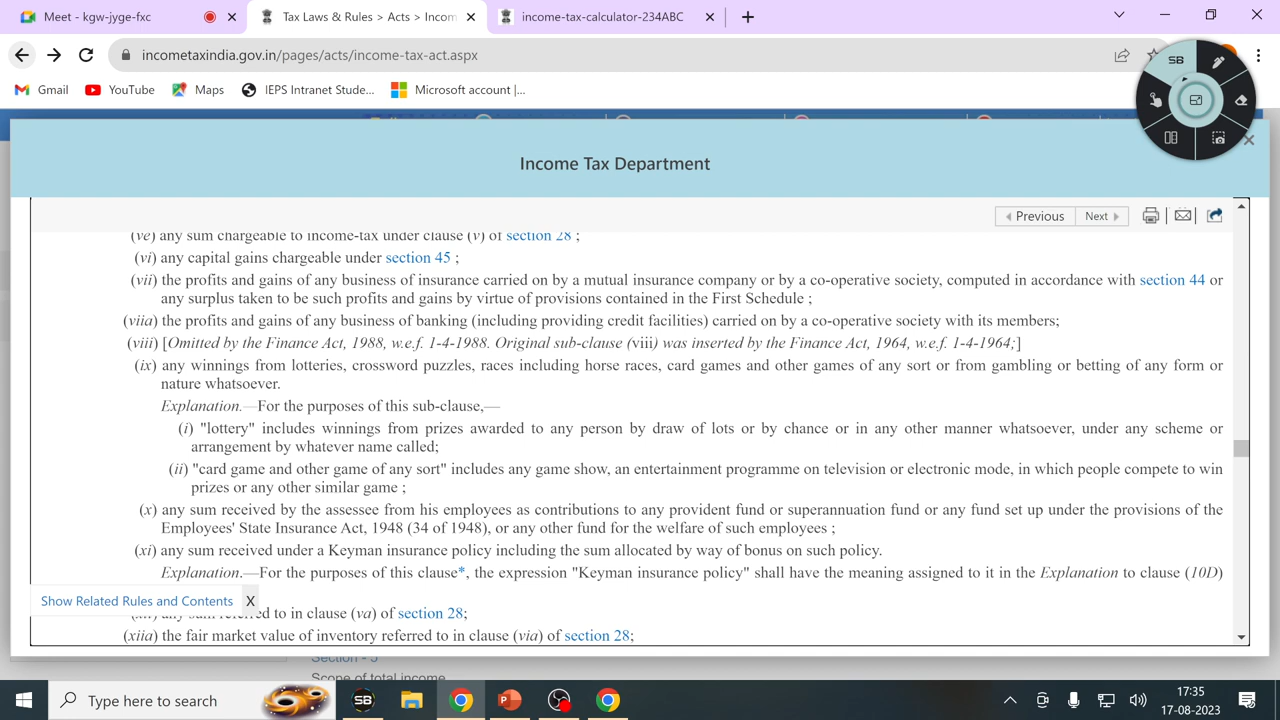 Meet - kgw-jyge-fxc
Tax Laws & Rules > Acts > Incom
income-tax-calculator-234ABC
incometaxindia.gov.in/pages/acts/income-tax-act.aspx
SB
Gmail
YouTube
Maps
IEPS Intranet Stude...
Microsoft account |...
Income Tax Department
Previous
Next
(ve) any sum chargeable to income-tax under clause (v) of section 28 ;
(vi) any capital gains chargeable under section 45 ;
(vii) the profits and gains of any business of insurance carried on by a mutual insurance company or by a co-operative society, computed in accordance with section 44 or
any surplus taken to be such profits and gains by virtue of provisions contained in the First Schedule ;
(viia) the profits and gains of any business of banking (including providing credit facilities) carried on by a co-operative society with its members;
(viii) [Omitted by the Finance Act, 1988, w.e.f. 1-4-1988. Original sub-clause (viii) was inserted by the Finance Act, 1964, w.e.f. 1-4-1964;]
(ix) any winnings from lotteries, crossword puzzles, races including horse races, card games and other games of any sort or from gambling or betting of any form or
nature whatsoever.
Explanation.—For the purposes of this sub-clause,—
(i) "lottery" includes winnings from prizes awarded to any person by draw of lots or by chance or in any other manner whatsoever, under any scheme or
arrangement by whatever name called;
(ii) "card game and other game of any sort" includes any game show, an entertainment programme on television or electronic mode, in which people compete to win
prizes or any other similar game ;
(x) any sum received by the assessee from his employees as contributions to any provident fund or superannuation fund or any fund set up under the provisions of the
Employees' State Insurance Act, 1948 (34 of 1948), or any other fund for the welfare of such employees ;
(xi) any sum received under a Keyman insurance policy including the sum allocated by way of bonus on such policy.
Explanation.—For the purposes of this clause*, the expression "Keyman insurance policy" shall have the meaning assigned to it in the Explanation to clause (10D)
Show Related Rules and Contents X
(xii) any sum referred to in clause (va) of section 28;
(xiia) the fair market value of inventory referred to in clause (via) of section 28;
Section - 5
Scope of total income
Type here to search
SB
17:35
17-08-2023